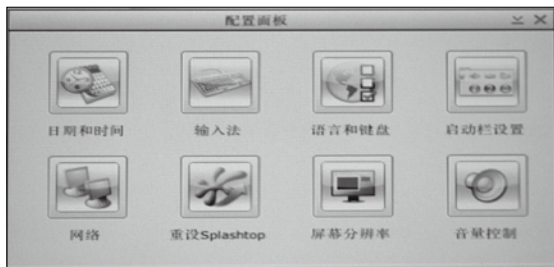 配置面板
日期和时间 输入法 语言和键盘 启动栏设置
网络 重设Splashtop 屏幕分辨率 音量控制